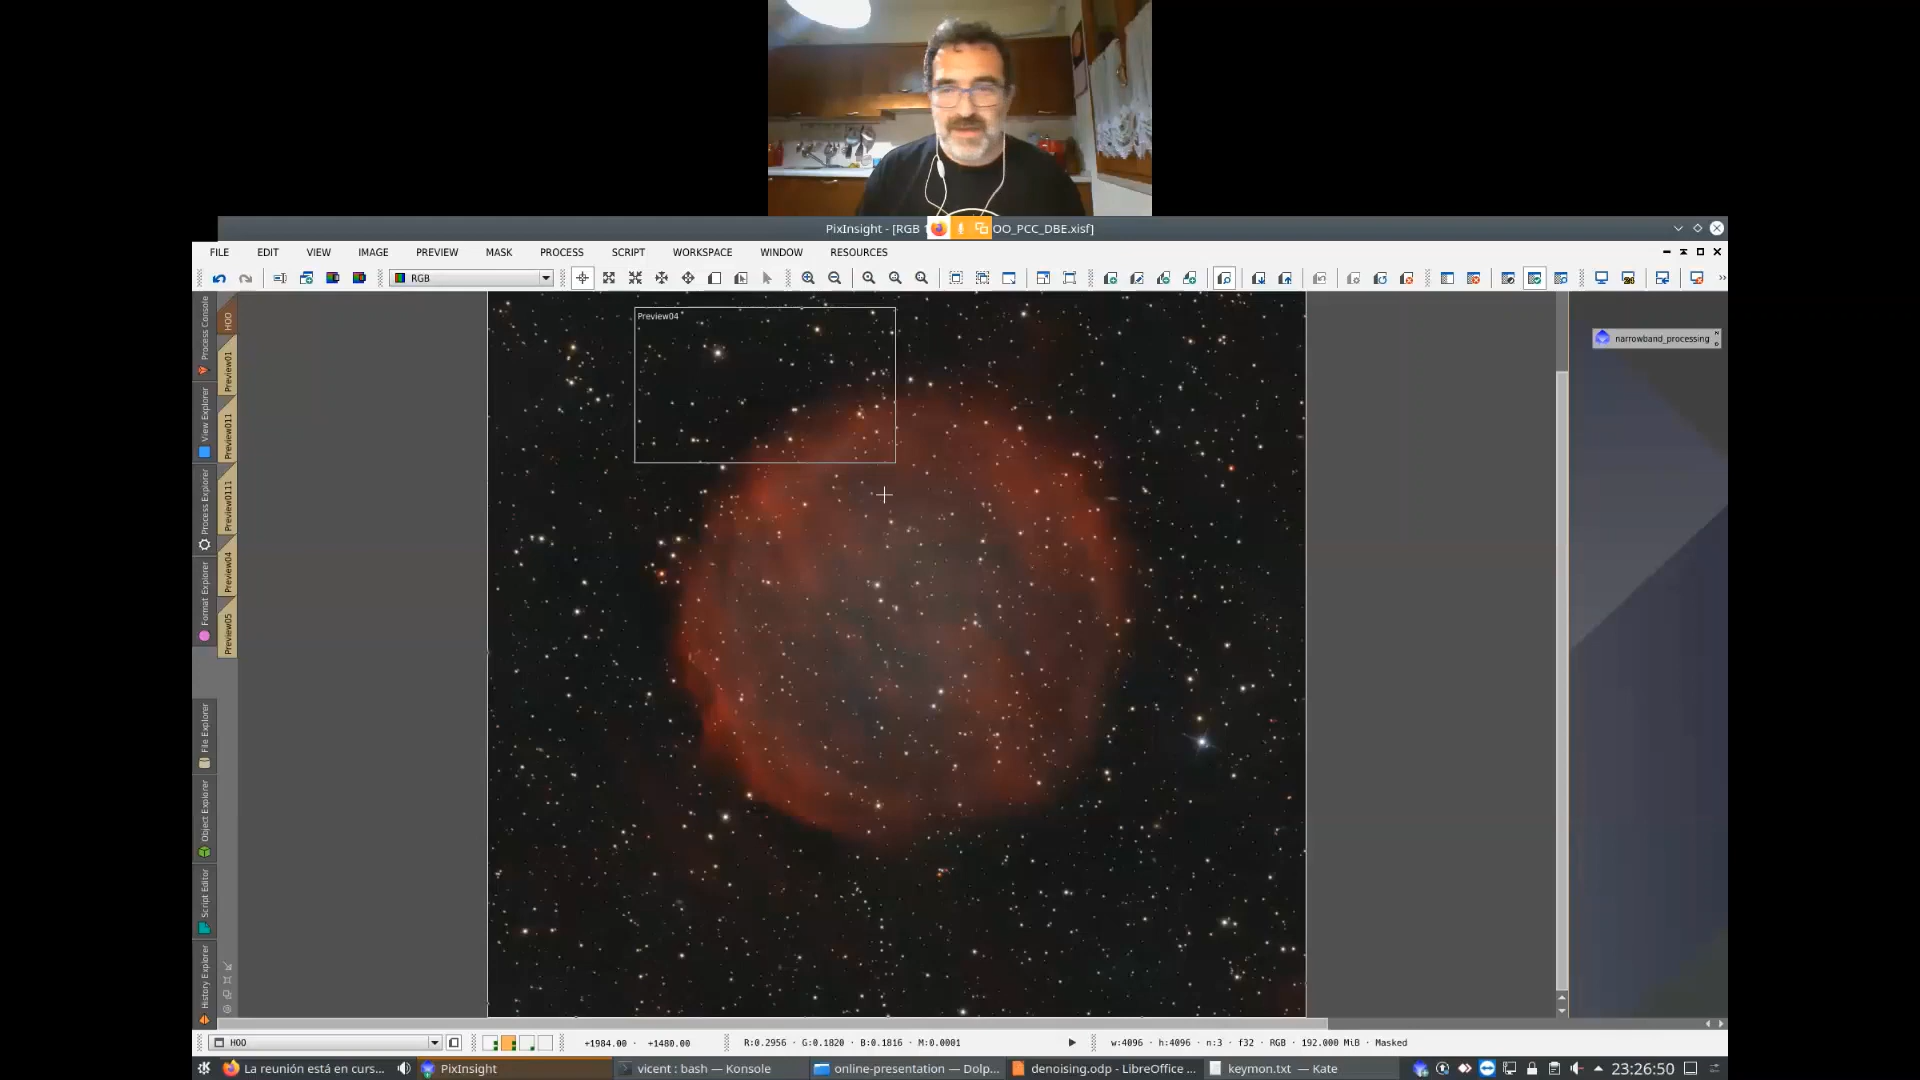 PixInsight - [RGB
OO_PCC_DBE.xisf]
FILE EDIT VIEW IMAGE PREVIEW MASK PROCESS SCRIPT WORKSPACE WINDOW RESOURCES
RGB
Process Console
View Explorer
Process Explorer
Format Explorer
File Explorer
Object Explorer
Script Editor
History Explorer
HOO
Preview01
Preview011
Preview0111
Preview04
Preview05
Preview04
narrowband_processing
HOO
+1984.00 · +1480.00
R:0.2956 · G:0.1820 · B:0.1816 · M:0.0001
w:4096 · h:4096 · n:3 · f32 · RGB · 192.000 MiB · Masked
La reunión está en curs...
PixInsight
vicent : bash — Konsole
online-presentation — Dolp...
denoising.odp - LibreOffice ...
keymon.txt — Kate
23:26:50